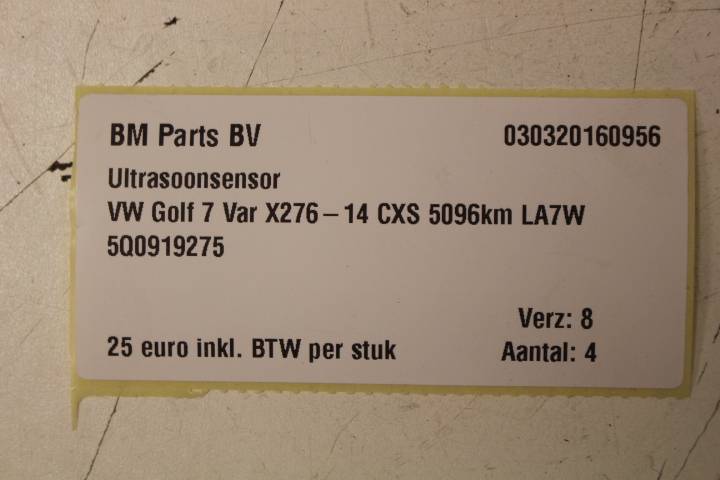 BM Parts BV 030320160956
Ultrasoonsensor
VW Golf 7 Var X276-14 CXS 5096km LA7W
5Q0919275
Verz: 8
25 euro inkl. BTW per stuk Aantal: 4